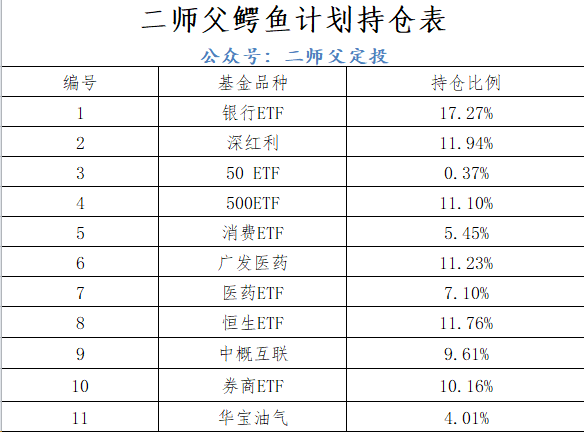 二师父鳄鱼计划持仓表
公众号：二师父定投
编号 基金品种 持仓比例
1 银行ETF 17.27%
2 深红利 11.94%
3 50 ETF 0.37%
4 500ETF 11.10%
5 消费ETF 5.45%
6 广发医药 11.23%
7 医药ETF 7.10%
8 恒生ETF 11.76%
9 中概互联 9.61%
10 券商ETF 10.16%
11 华宝油气 4.01%